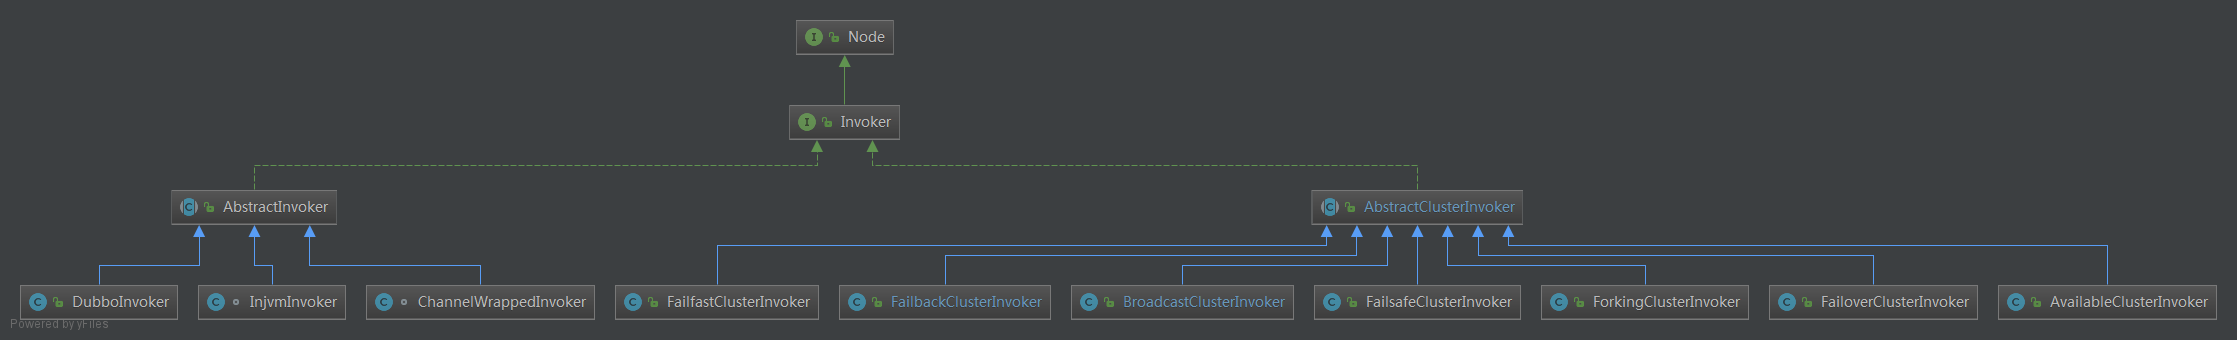 Node
Invoker
AbstractInvoker
AbstractClusterInvoker
DubboInvoker
InjvmInvoker
ChannelWrappedInvoker
FailfastClusterInvoker
FailbackClusterInvoker
BroadcastClusterInvoker
FailsafeClusterInvoker
ForkingClusterInvoker
FailoverClusterInvoker
AvailableClusterInvoker
Powered by yFiles